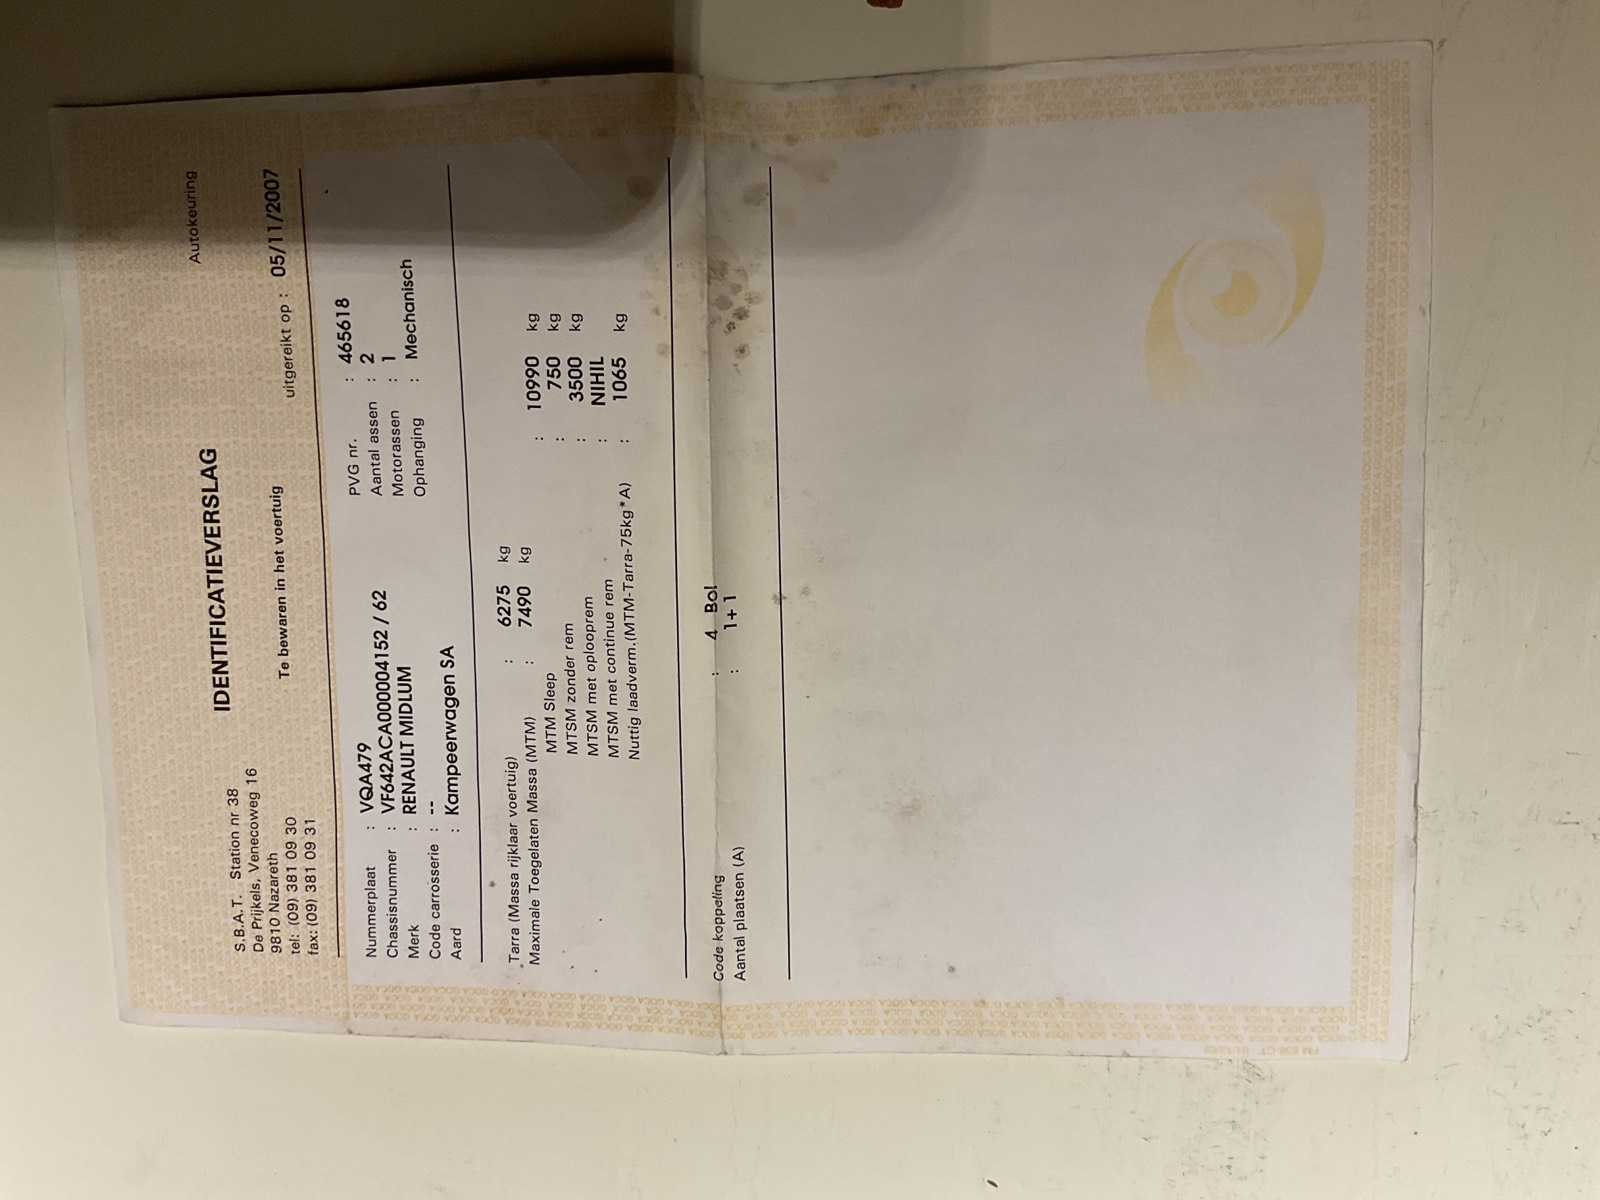 Autokeuring
IDENTIFICATIEVERSLAG
S.B.A.T. Station nr 38
De Prijkels, Venecoweg 16
9810 Nazareth
tel: (09) 381 09 30
fax: (09) 381 09 31
Te bewaren in het voertuig
uitgereikt op : 05/11/2007
Nummerplaat : VQA479
PVG nr. : 465618
Chassisnummer : VF642ACA000004152 / 62
Aantal assen : 2
Merk : RENAULT MIDLUM
Motorassen : 1
Code carrosserie : --
Ophanging : Mechanisch
Aard : Kampeerwagen SA
Tarra (Massa rijklaar voertuig) : 6275 kg
Maximale Toegelaten Massa (MTM) : 7490 kg
MTM Sleep : 10990 kg
MTSM zonder rem : 750 kg
MTSM met oplooprem : 3500 kg
MTSM met continue rem : NIHIL
Nuttig laadverm.(MTM-Tarra-75kg*A) : 1065 kg
Code koppeling : 4 Bol
Aantal plaatsen (A) : 1+1